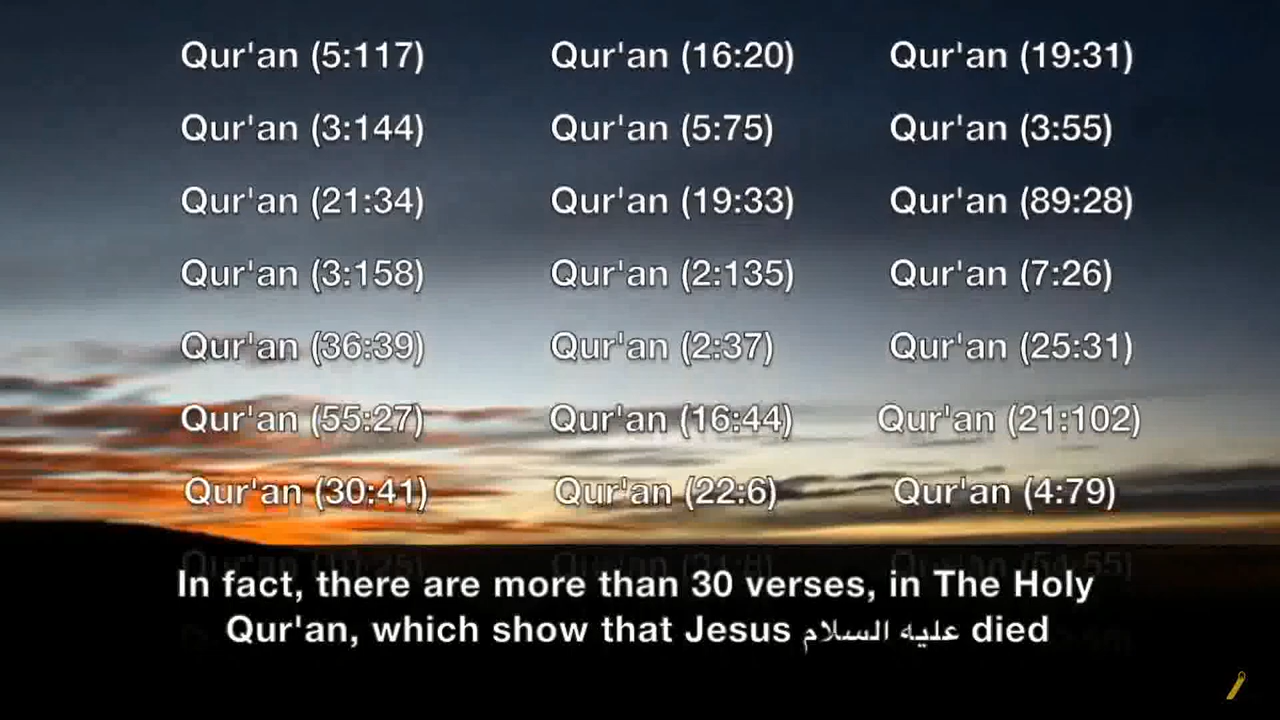 Qur'an (5:117) Qur'an (16:20) Qur'an (19:31)
Qur'an (3:144) Qur'an (5:75) Qur'an (3:55)
Qur'an (21:34) Qur'an (19:33) Qur'an (89:28)
Qur'an (3:158) Qur'an (2:135) Qur'an (7:26)
Qur'an (36:39) Qur'an (2:37) Qur'an (25:31)
Qur'an (55:27) Qur'an (16:44) Qur'an (21:102)
Qur'an (30:41) Qur'an (22:6) Qur'an (4:79)
In fact, there are more than 30 verses, in The Holy
Qur'an, which show that Jesus عليه السلام died